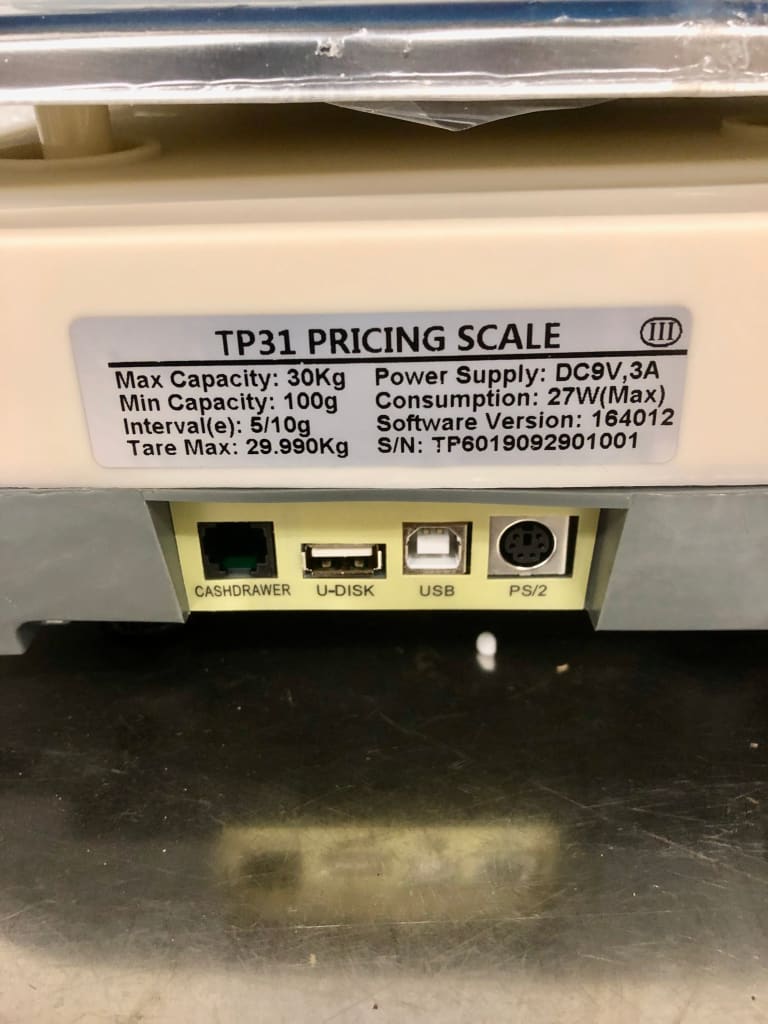 TP31 PRICING SCALE III
Max Capacity: 30Kg Power Supply: DC9V,3A
Min Capacity: 100g Consumption: 27W(Max)
Interval(e): 5/10g Software Version: 164012
Tare Max: 29.990Kg S/N: TP6019092901001
CASHDRAWER U-DISK USB PS/2